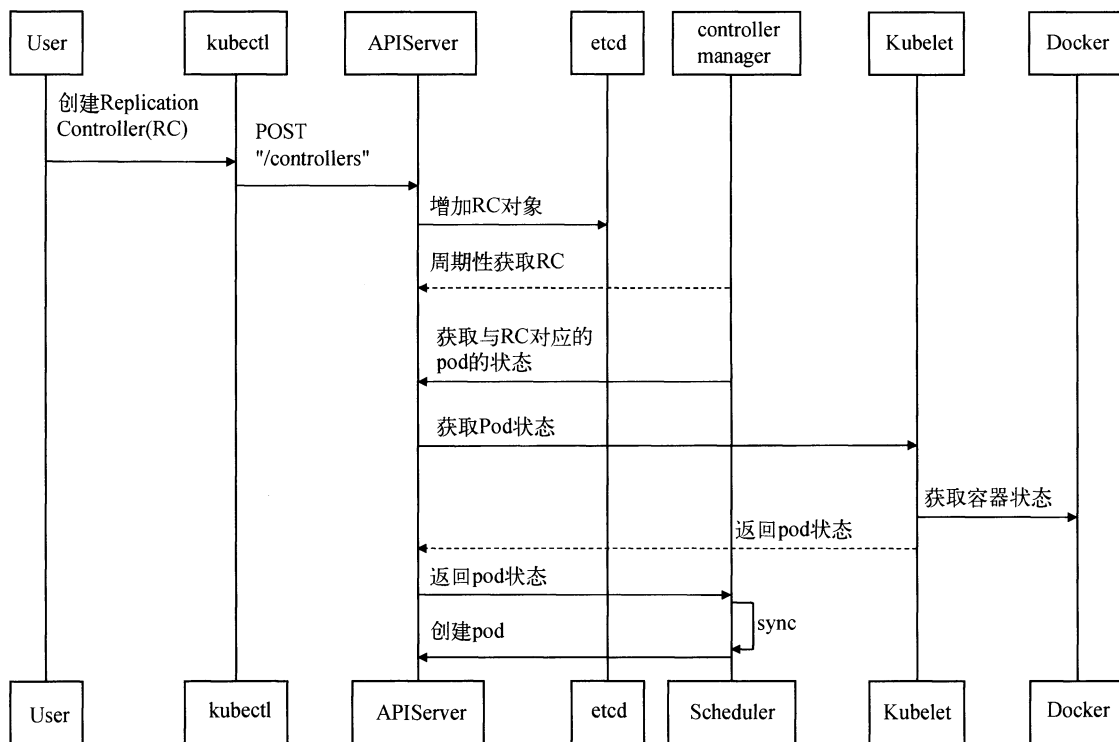 User
kubectl
APIServer
etcd
controller
manager
Kubelet
Docker
创建Replication
Controller(RC)
POST
"/controllers"
增加RC对象
周期性获取RC
获取与RC对应的
pod的状态
获取Pod状态
获取容器状态
返回pod状态
返回pod状态
sync
创建pod
User
kubectl
APIServer
etcd
Scheduler
Kubelet
Docker